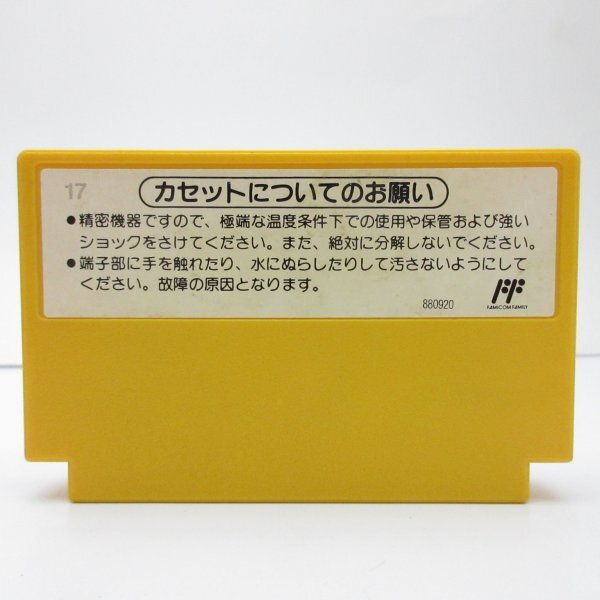 17
カセットについてのお願い
●精密機器ですので、極端な温度条件下での使用や保管および強い
ショックをさけてください。また、絶対に分解しないでください。
●端子部に手を触れたり、水にぬらしたりして汚さないようにして
ください。故障の原因となります。
880920
FAMICOM FAMILY